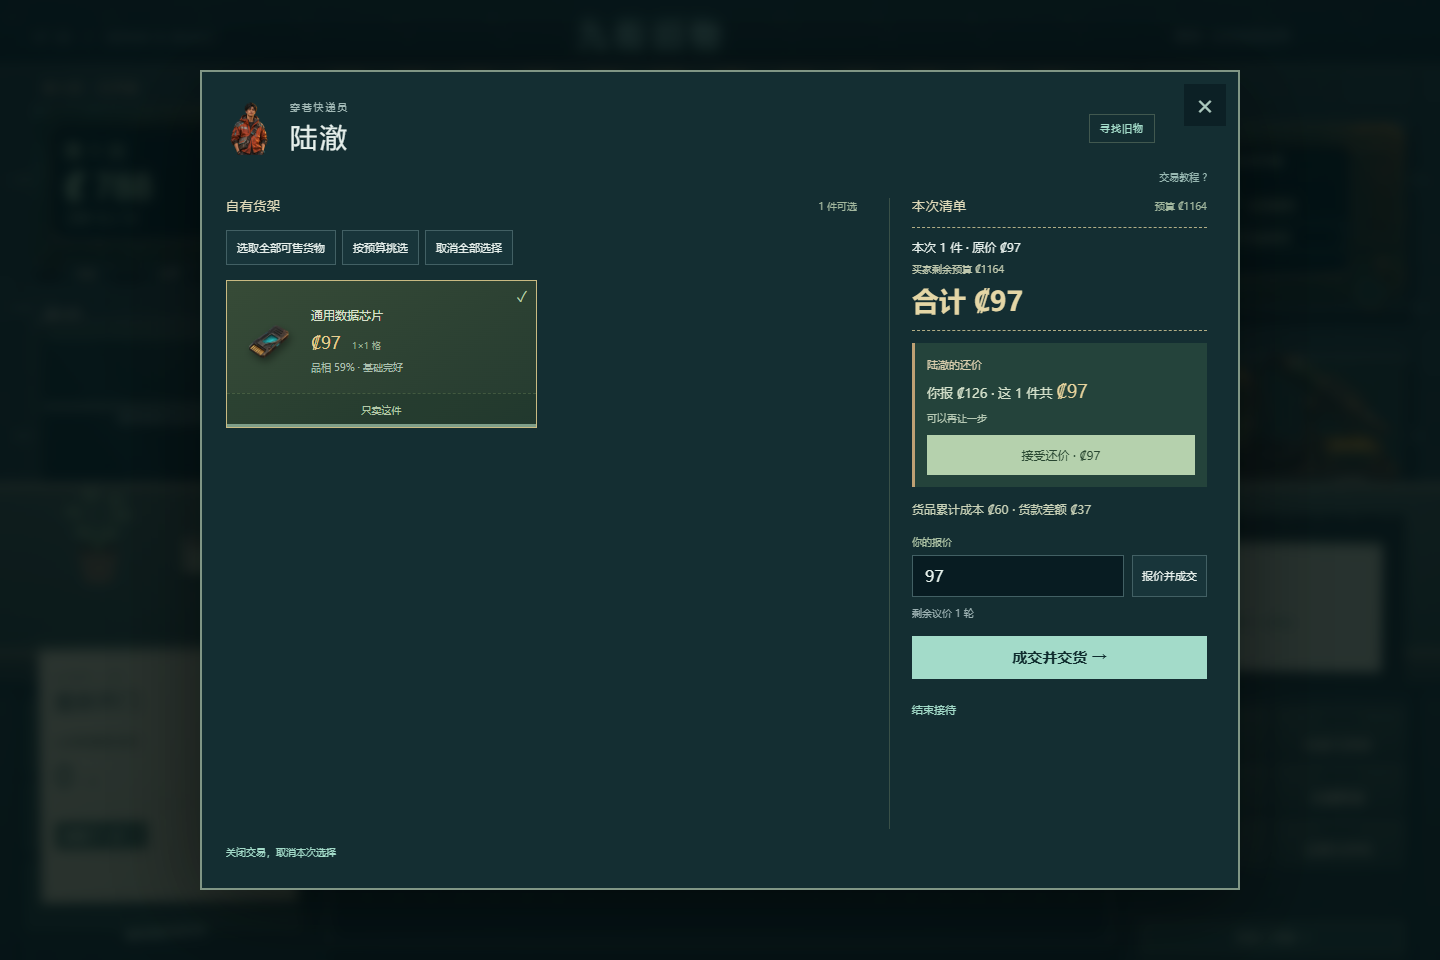 穿巷快递员
陆澈
寻找旧物
×
交易教程 ?
自有货架
1 件可选
选取全部可售货物
按预算挑选
取消全部选择
✓
通用数据芯片
₡97 1×1 格
品相 59% · 基础完好
只卖这件
本次清单
预算 ₡1164
本次 1 件 · 原价 ₡97
买家剩余预算 ₡1164
合计 ₡97
陆澈的还价
你报 ₡126 · 这 1 件共 ₡97
可以再让一步
接受还价 · ₡97
货品累计成本 ₡60 · 货款差额 ₡37
你的报价
97
报价并成交
剩余议价 1 轮
成交并交货 →
结束接待
关闭交易，取消本次选择